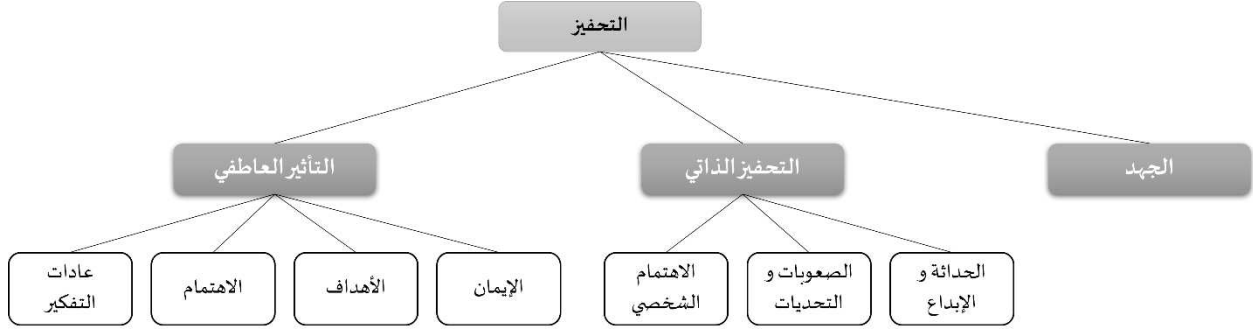 التحفيز
الجهد
التحفيز الذاتي
التأثير العاطفي
الحداثة و
الإبداع
الصعوبات و
التحديات
الاهتمام
الشخصي
الإيمان
الأهداف
الاهتمام
عادات
التفكير